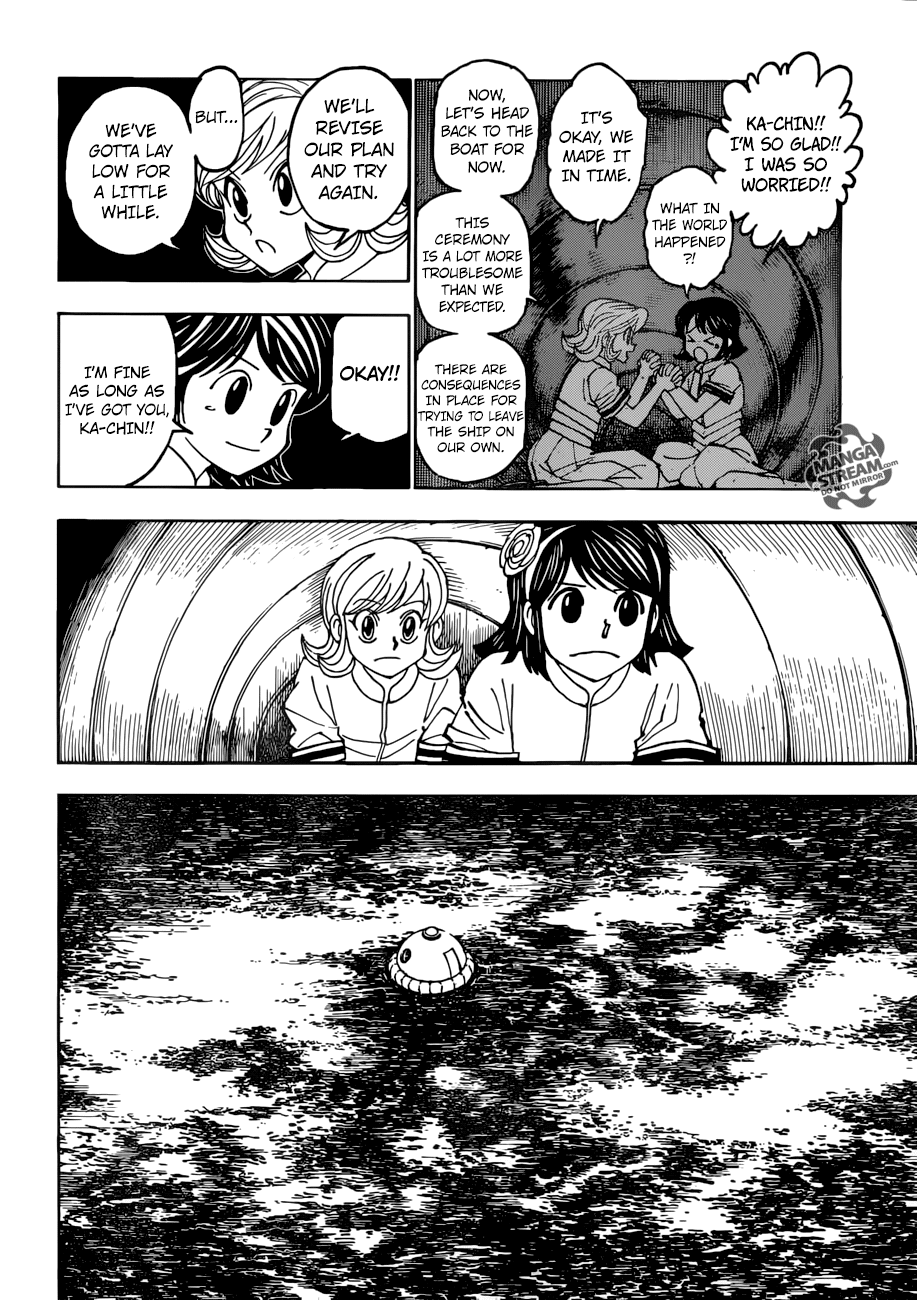 KA-CHIN!!
I'M SO GLAD!!
I WAS SO
WORRIED!!
WHAT IN
THE WORLD
HAPPENED
?!
IT'S
OKAY, WE
MADE IT
IN TIME.
NOW,
LET'S HEAD
BACK TO THE
BOAT FOR
NOW.
THIS
CEREMONY
IS A LOT MORE
TROUBLESOME
THAN WE
EXPECTED.
THERE ARE
CONSEQUENCES
IN PLACE FOR
TRYING TO LEAVE
THE SHIP ON
OUR OWN.
MANGA
STREAM.com
DO NOT MIRROR
WE'LL
REVISE
OUR PLAN
AND TRY
AGAIN.
BUT...
WE'VE
GOTTA LAY
LOW FOR
A LITTLE
WHILE.
OKAY!!
I'M FINE
AS LONG AS
I'VE GOT YOU,
KA-CHIN!!